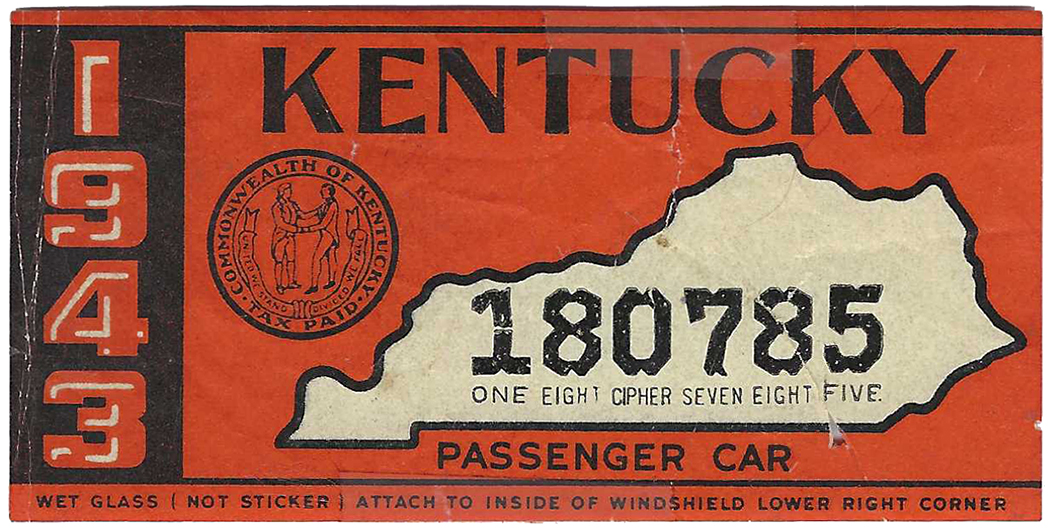 1943
KENTUCKY
COMMONWEALTH OF KENTUCKY
UNITED WE STAND DIVIDED WE FALL
TAX PAID
180785
ONE EIGHT CIPHER SEVEN EIGHT FIVE.
PASSENGER CAR
WET GLASS ( NOT STICKER ) ATTACH TO INSIDE OF WINDSHIELD LOWER RIGHT CORNER